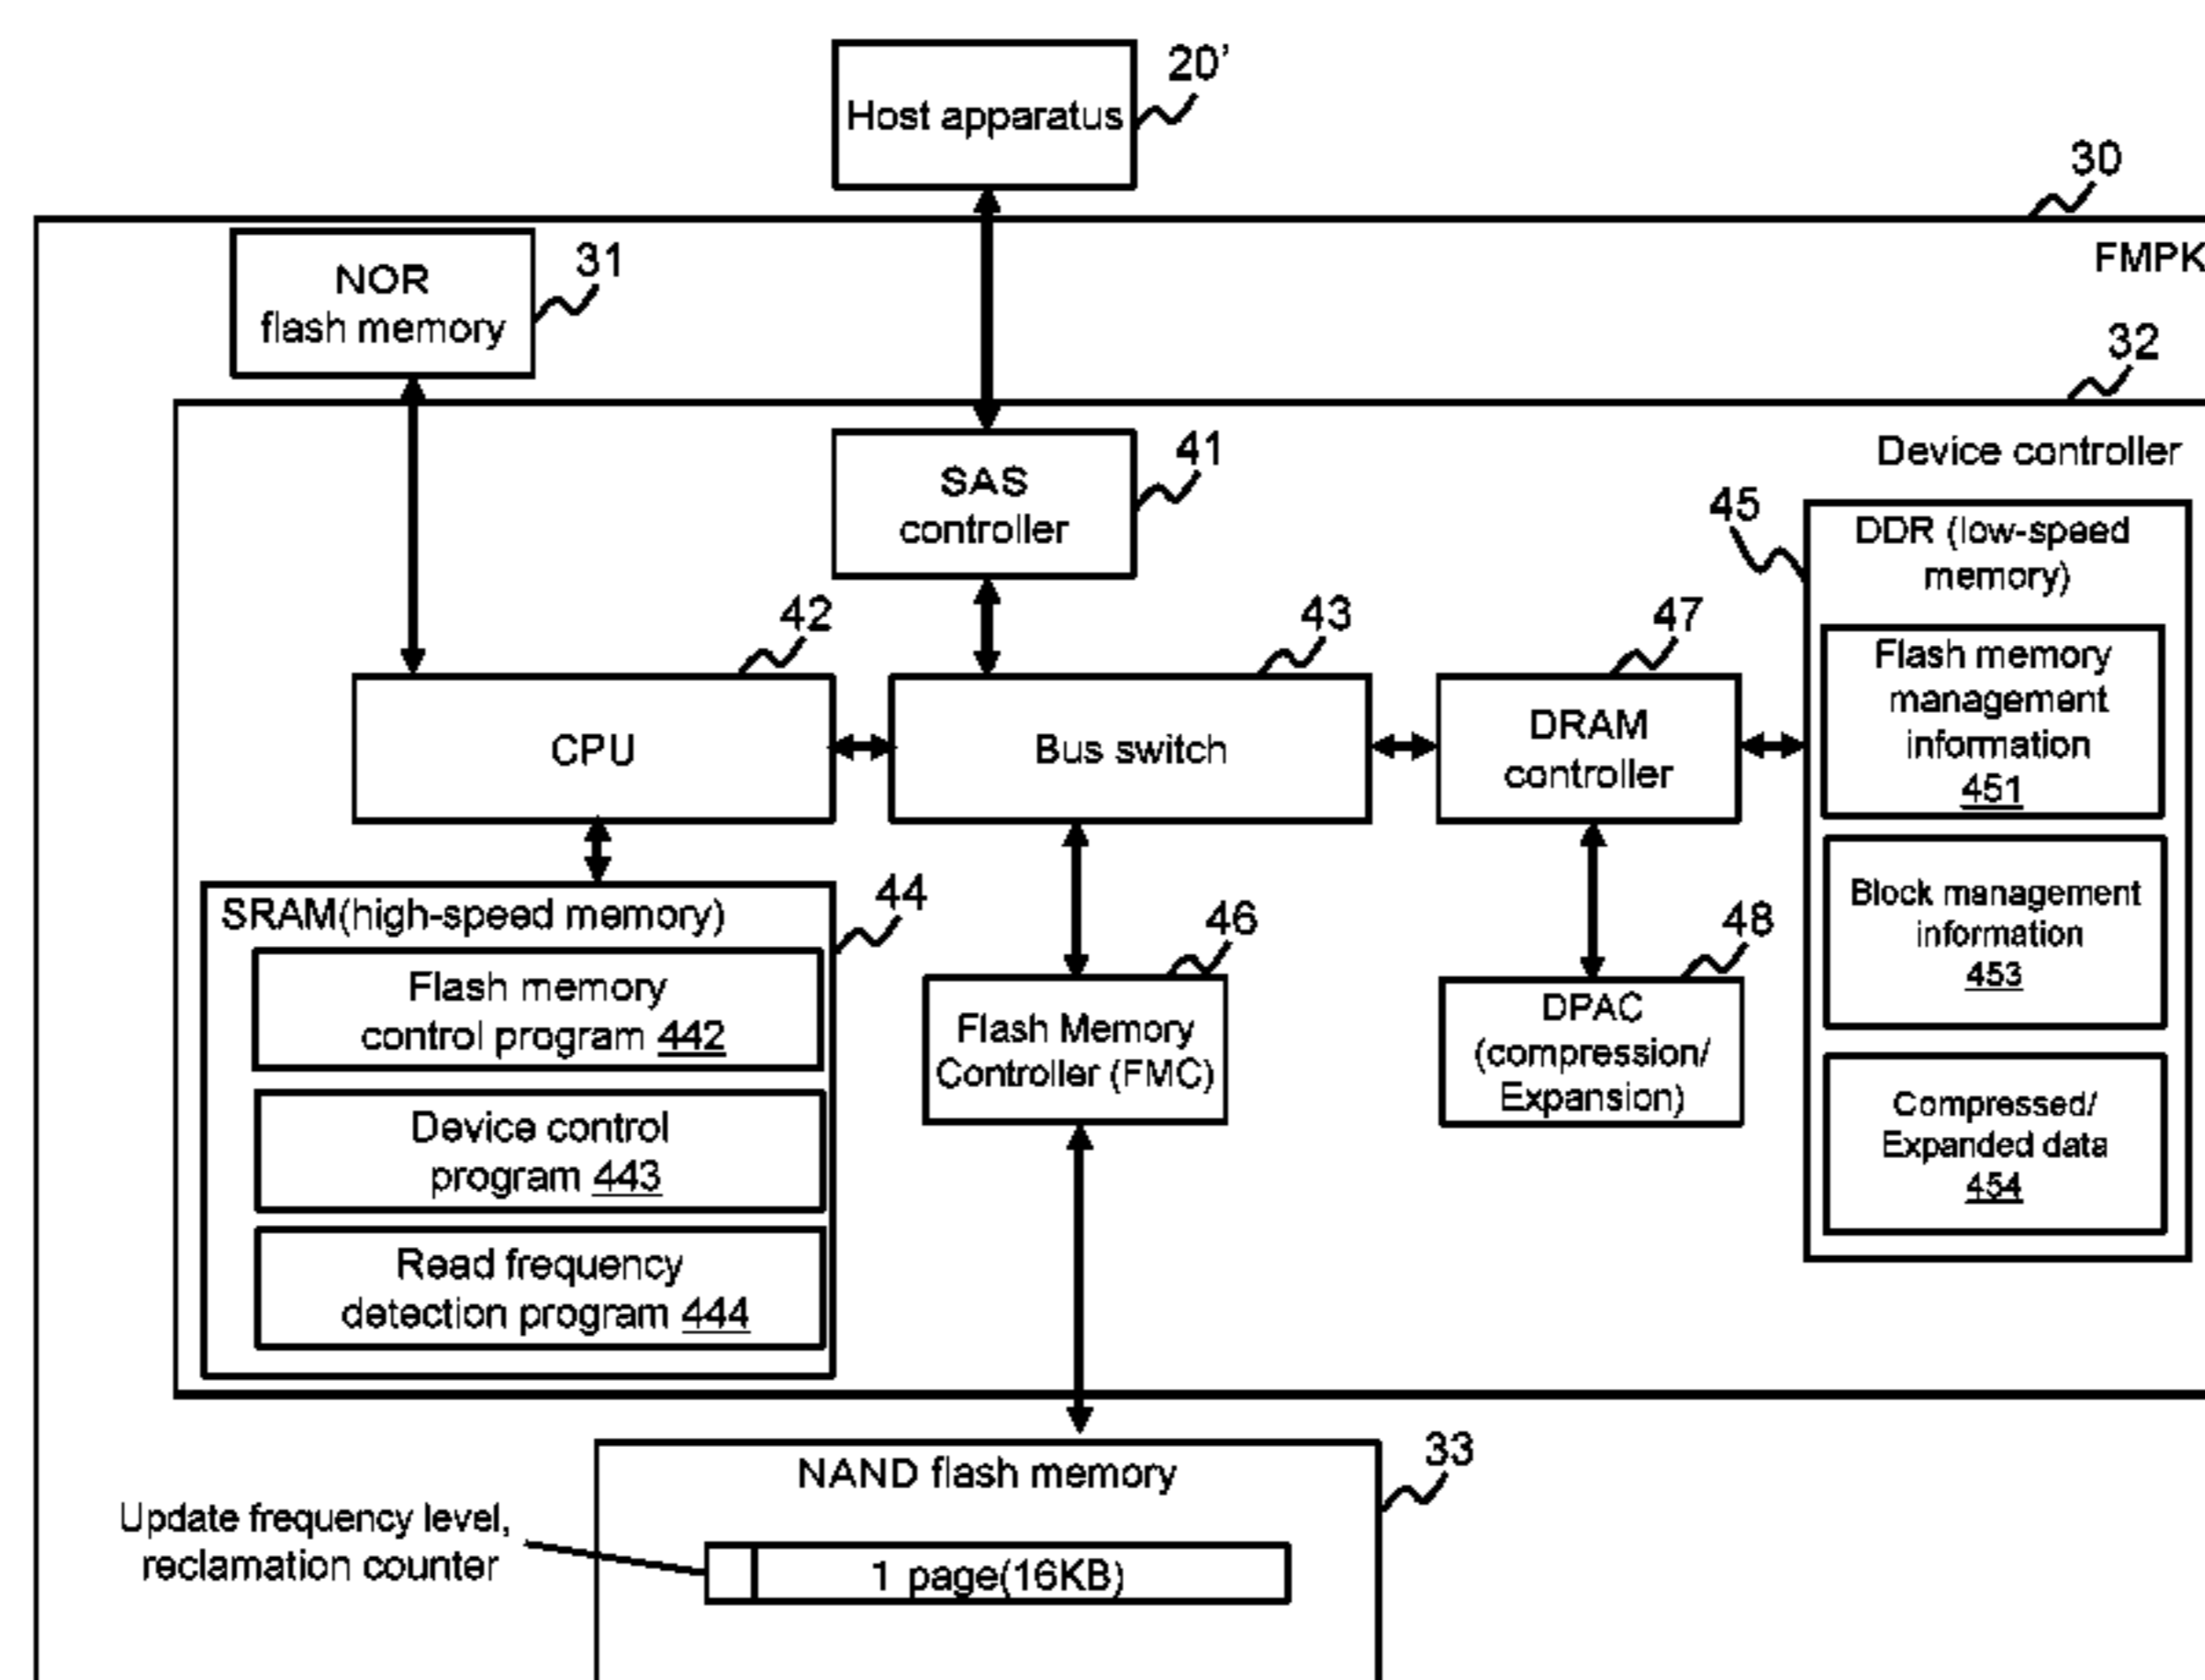 20'
Host apparatus
30
FMPK
NOR
flash memory
31
32
Device controller
SAS
controller
41
45
DDR (low-speed
memory)
Flash memory
management
information
451
Block management
information
453
Compressed/
Expanded data
454
42
CPU
43
Bus switch
47
DRAM
controller
SRAM(high-speed memory)
44
Flash memory
control program 442
Device control
program 443
Read frequency
detection program 444
46
Flash Memory
Controller (FMC)
48
DPAC
(compression/
Expansion)
NAND flash memory
33
Update frequency level,
reclamation counter
1 page(16KB)